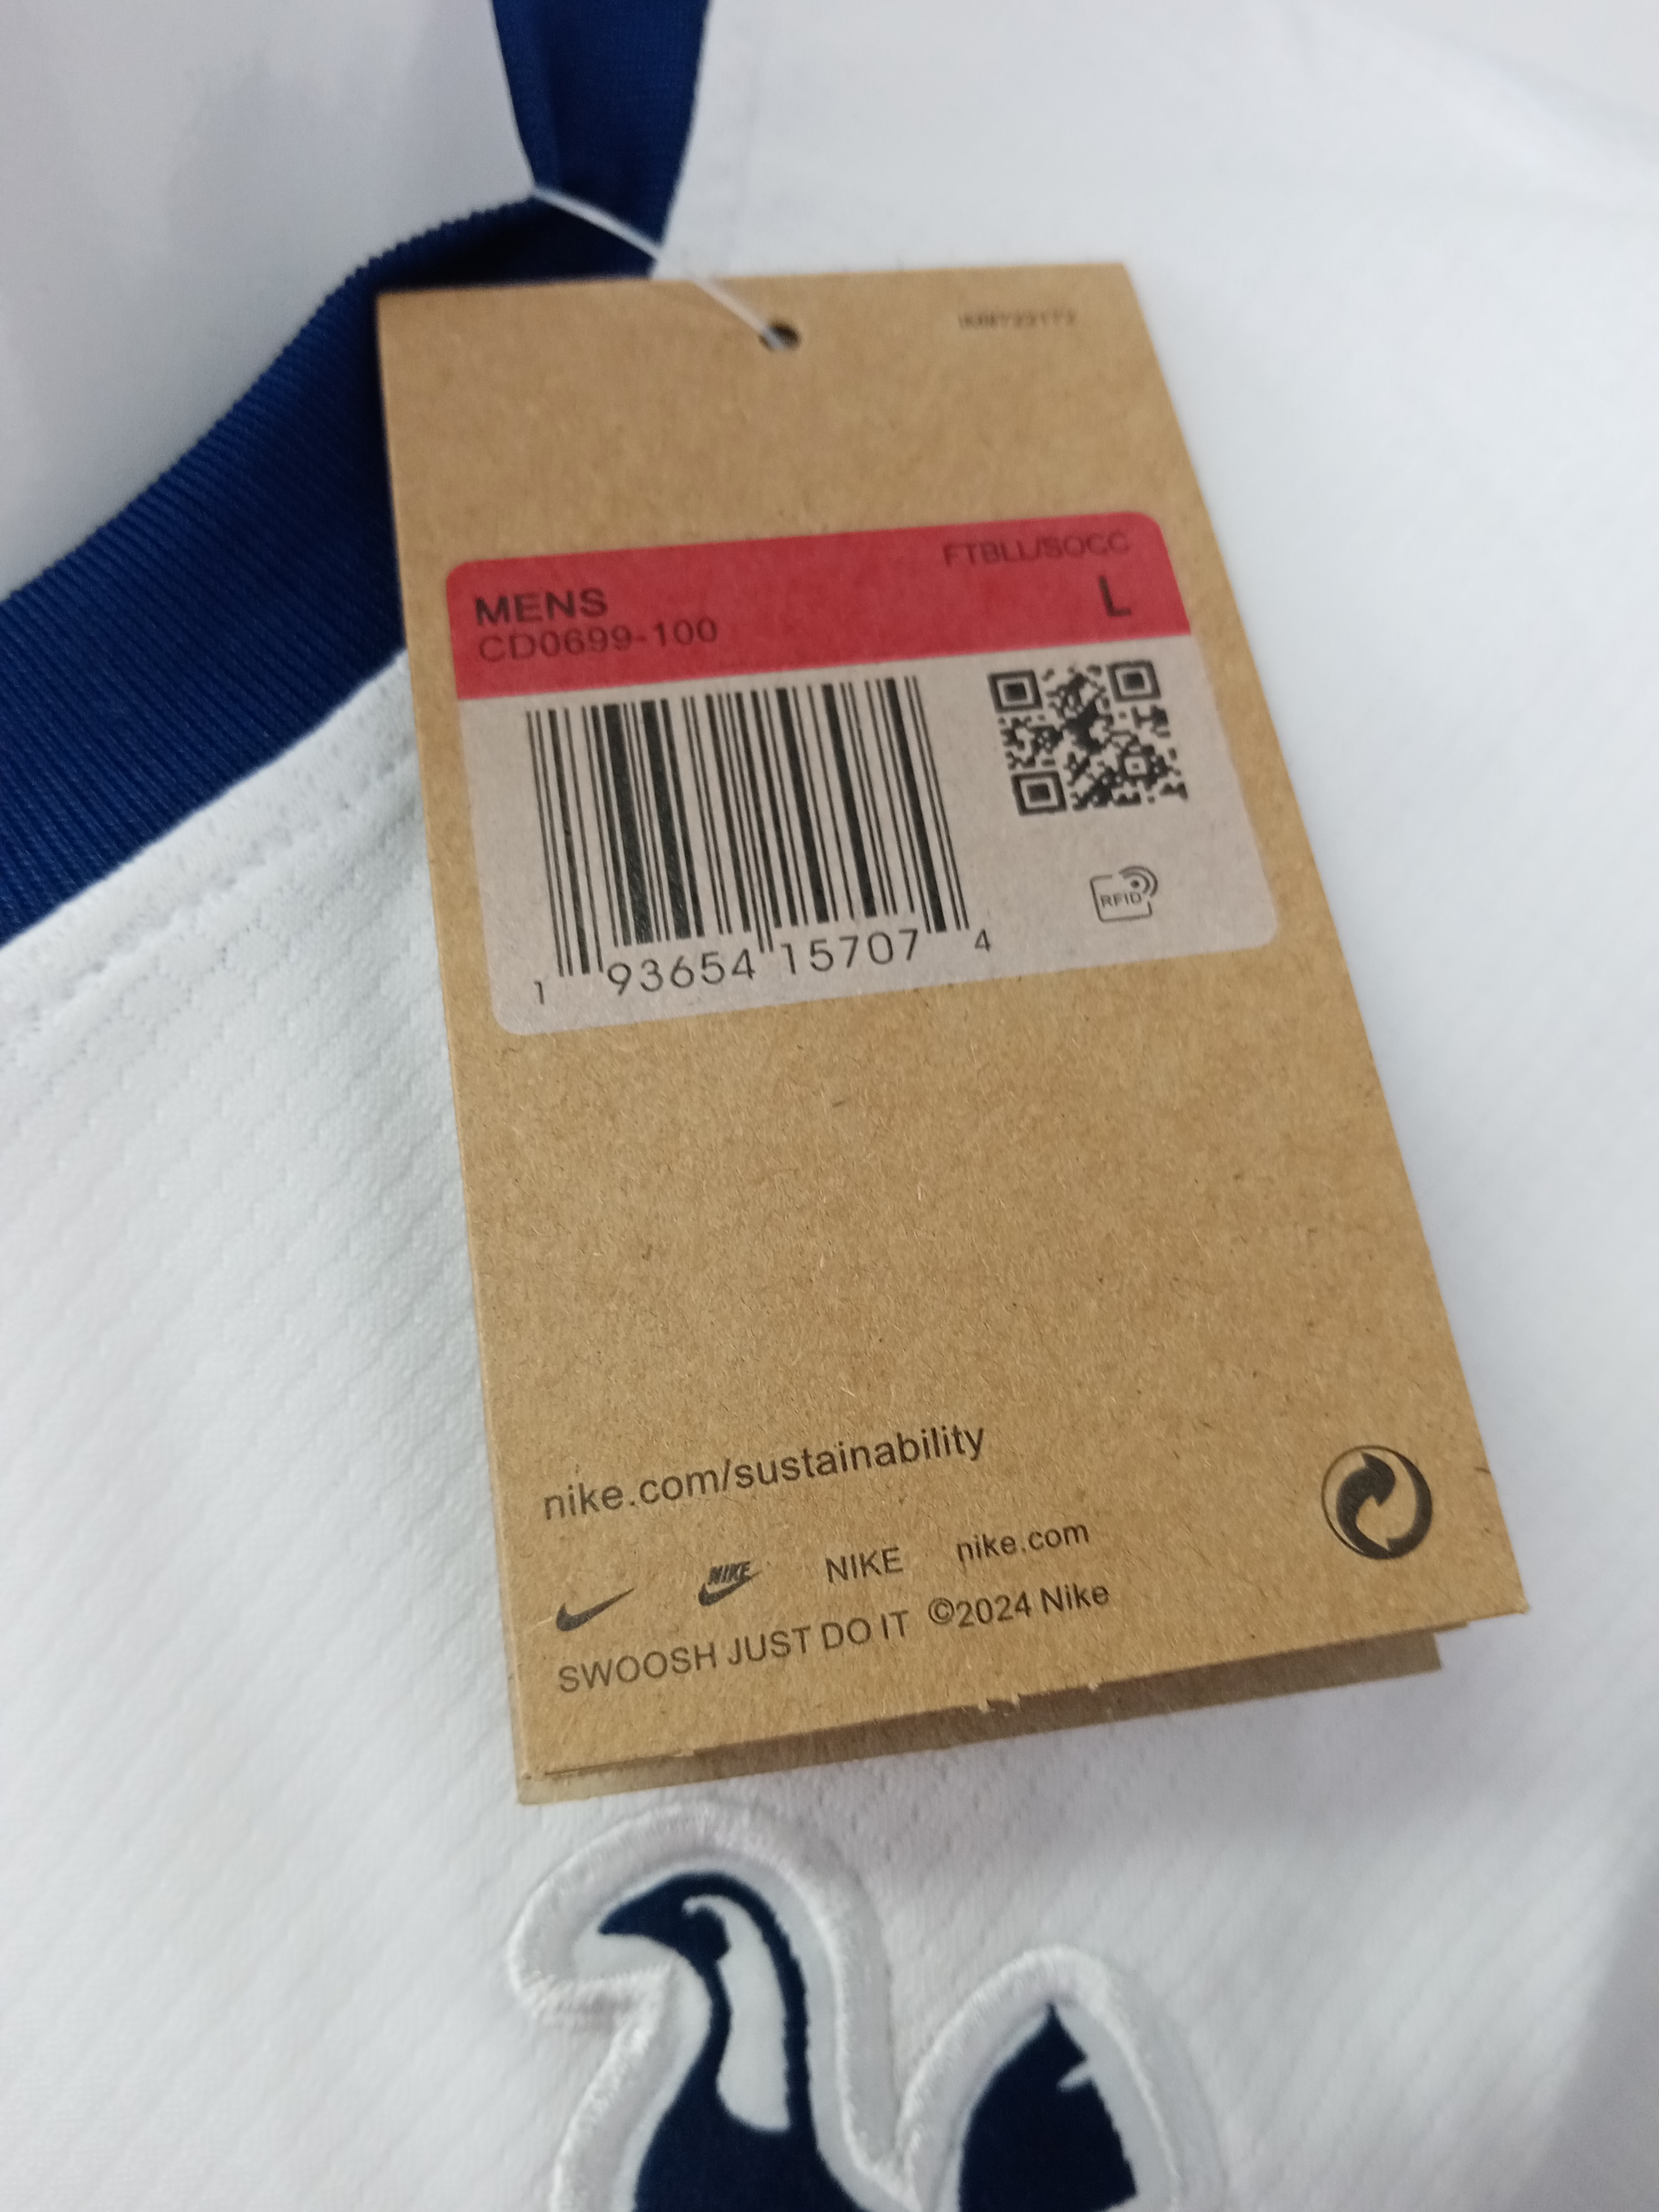 FTBLL/SOCC
MENS L
CD0699-100
1 93654 15707 4
RFID
nike.com/sustainability
NIKE NIKE nike.com
SWOOSH JUST DO IT ©2024 Nike